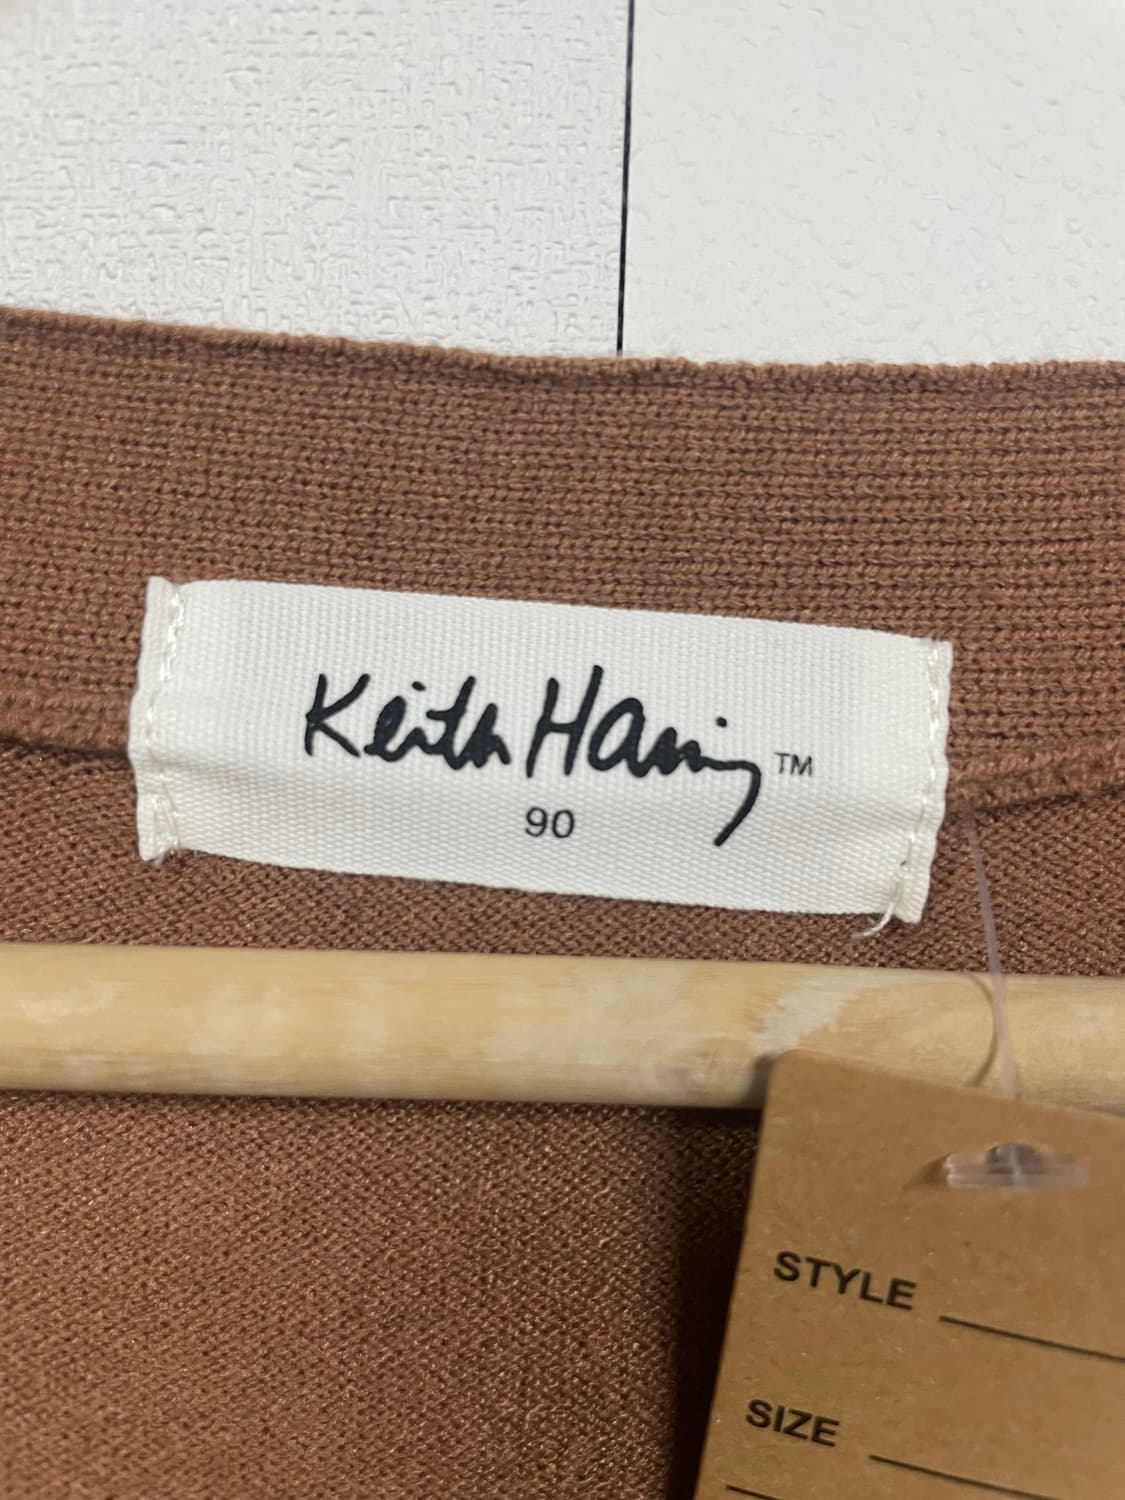 Keith Haring™
90
STYLE
SIZE